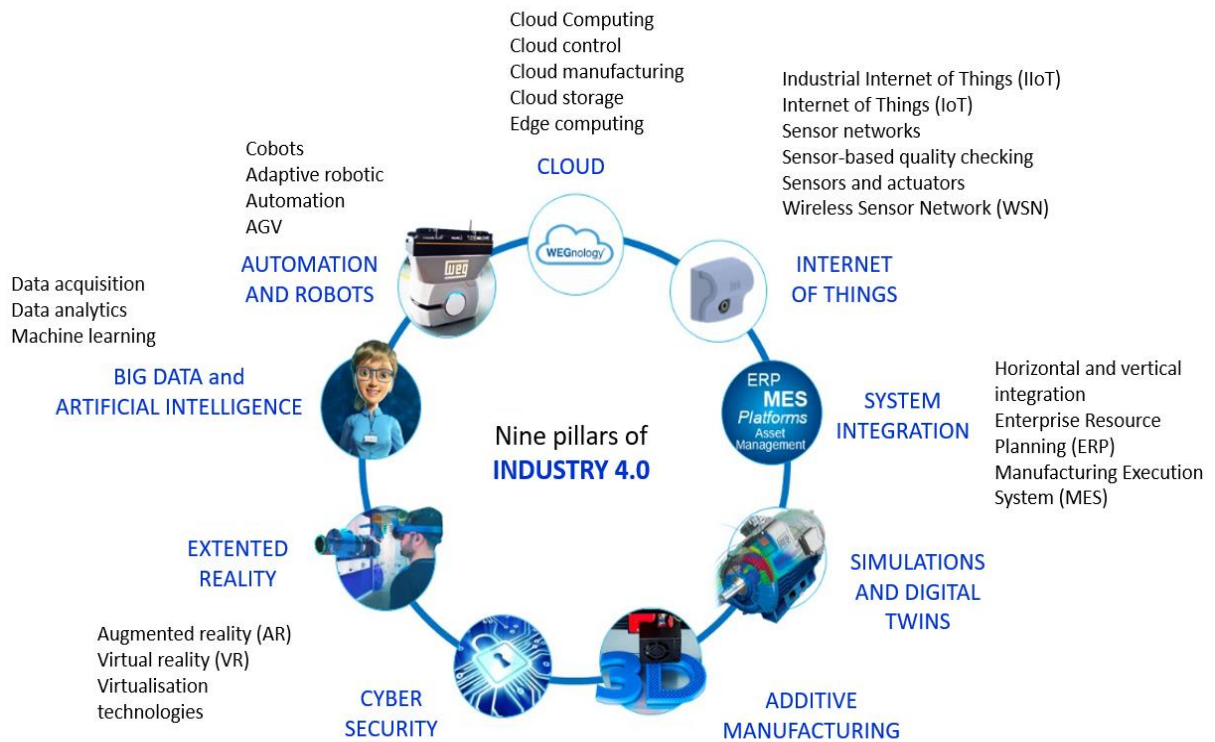 Cloud Computing
Cloud control
Cloud manufacturing
Cloud storage
Edge computing
CLOUD
WEGnology
Industrial Internet of Things (IIoT)
Internet of Things (IoT)
Sensor networks
Sensor-based quality checking
Sensors and actuators
Wireless Sensor Network (WSN)
INTERNET
OF THINGS
Cobots
Adaptive robotic
Automation
AGV
AUTOMATION
AND ROBOTS
weg
Data acquisition
Data analytics
Machine learning
BIG DATA and
ARTIFICIAL INTELLIGENCE
Nine pillars of
INDUSTRY 4.0
ERP
MES
Platforms
Asset
Management
SYSTEM
INTEGRATION
Horizontal and vertical
integration
Enterprise Resource
Planning (ERP)
Manufacturing Execution
System (MES)
EXTENTED
REALITY
Augmented reality (AR)
Virtual reality (VR)
Virtualisation
technologies
SIMULATIONS
AND DIGITAL
TWINS
CYBER
SECURITY
3D
ADDITIVE
MANUFACTURING